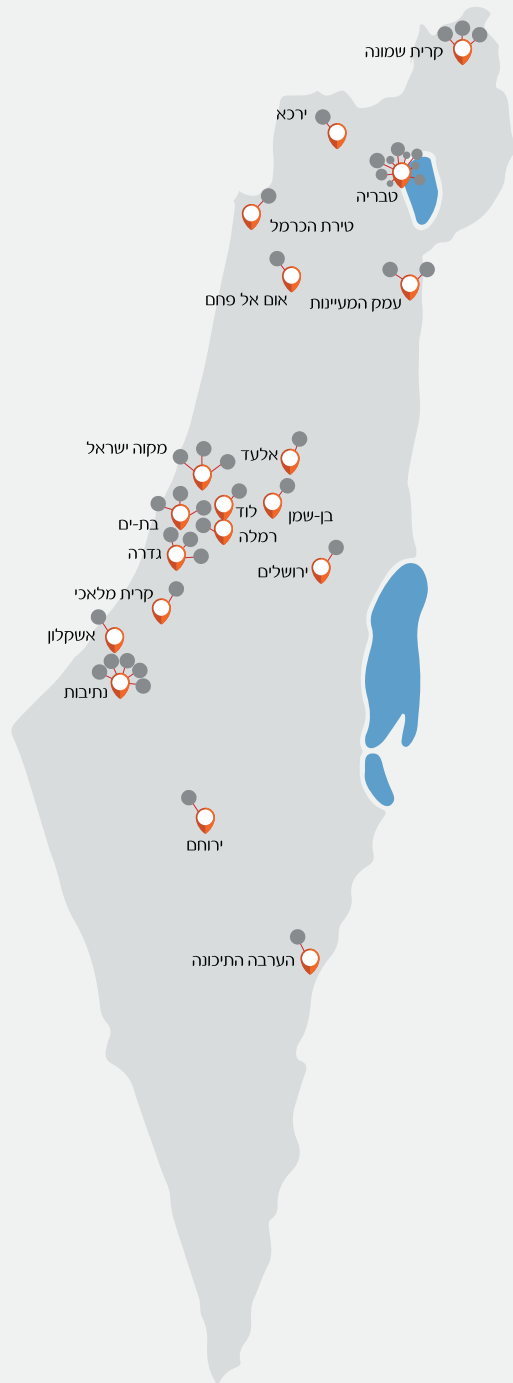 קרית שמונה
ירכא
טבריה
טירת הכרמל
אום אל פחם
עמק המעיינות
מקוה ישראל
אלעד
בן-שמן
לוד
בת-ים
רמלה
גדרה
ירושלים
קרית מלאכי
אשקלון
נתיבות
ירוחם
הערבה התיכונה